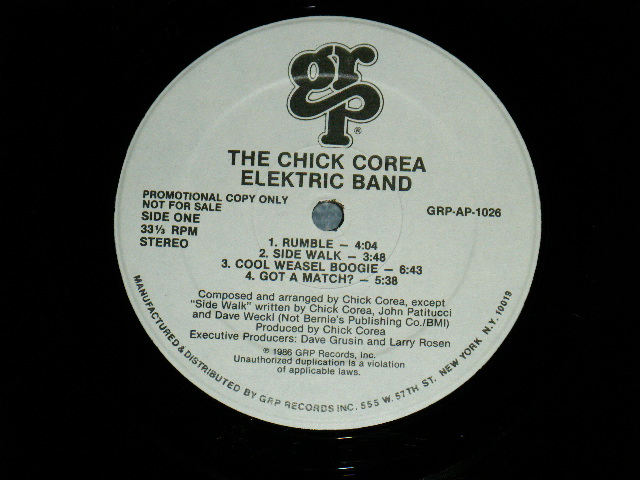 grp®
THE CHICK COREA
ELEKTRIC BAND
PROMOTIONAL COPY ONLY
NOT FOR SALE
SIDE ONE
33⅓ RPM
STEREO
GRP-AP-1026
1. RUMBLE — 4:04
2. SIDE WALK — 3:48
3. COOL WEASEL BOOGIE — 6:43
4. GOT A MATCH? — 5:38
Composed and arranged by Chick Corea, except
"Side Walk" written by Chick Corea, John Patitucci
and Dave Weckl (Not Bernie's Publishing Co./BMI)
Produced by Chick Corea
Executive Producers: Dave Grusin and Larry Rosen
℗ 1986 GRP Records, Inc.
Unauthorized duplication is a violation
of applicable laws.
MANUFACTURED & DISTRIBUTED BY GRP RECORDS INC. 555 W. 57TH ST. NEW YORK N.Y. 10019